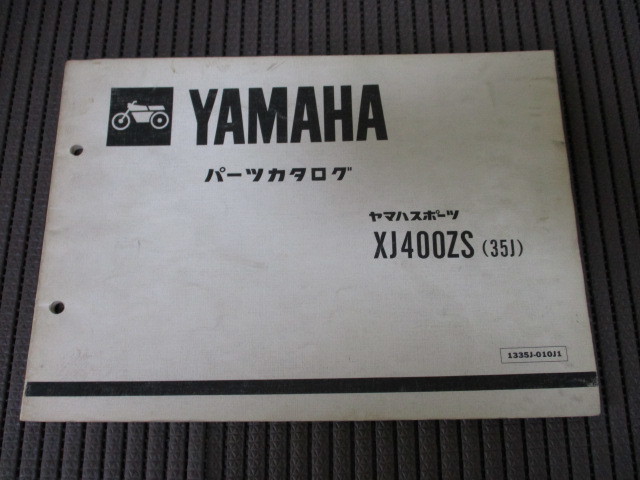 YAMAHA
パーツカタログ
ヤマハスポーツ
XJ400ZS (35J)
1335J-010J1